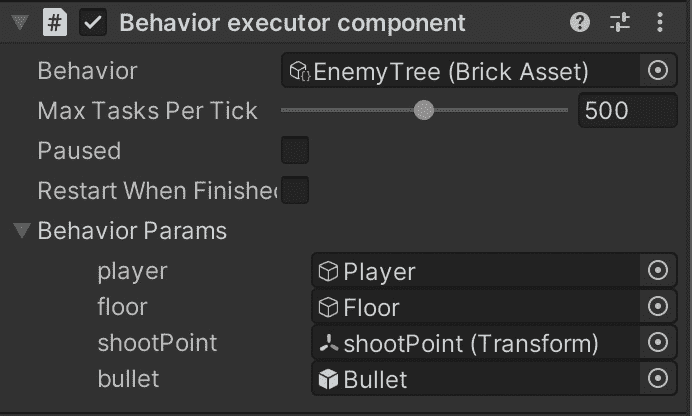 # Behavior executor component
Behavior EnemyTree (Brick Asset)
Max Tasks Per Tick 500
Paused
Restart When Finishe
Behavior Params
player Player
floor Floor
shootPoint shootPoint (Transform)
bullet Bullet